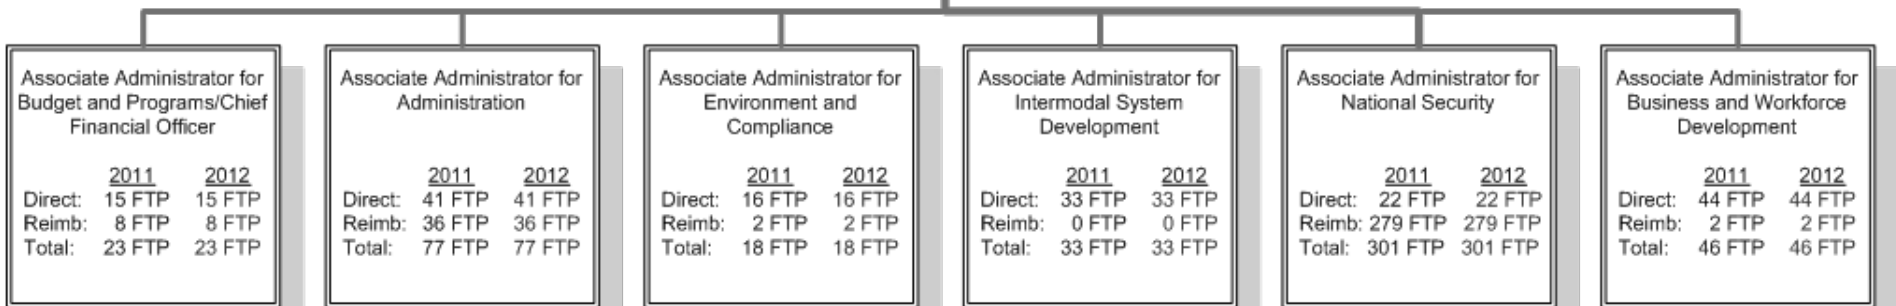 Associate Administrator for
Budget and Programs/Chief
Financial Officer
2011 2012
Direct: 15 FTP 15 FTP
Reimb: 8 FTP 8 FTP
Total: 23 FTP 23 FTP
Associate Administrator for
Administration
2011 2012
Direct: 41 FTP 41 FTP
Reimb: 36 FTP 36 FTP
Total: 77 FTP 77 FTP
Associate Administrator for
Environment and
Compliance
2011 2012
Direct: 16 FTP 16 FTP
Reimb: 2 FTP 2 FTP
Total: 18 FTP 18 FTP
Associate Administrator for
Intermodal System
Development
2011 2012
Direct: 33 FTP 33 FTP
Reimb: 0 FTP 0 FTP
Total: 33 FTP 33 FTP
Associate Administrator for
National Security
2011 2012
Direct: 22 FTP 22 FTP
Reimb: 279 FTP 279 FTP
Total: 301 FTP 301 FTP
Associate Administrator for
Business and Workforce
Development
2011 2012
Direct: 44 FTP 44 FTP
Reimb: 2 FTP 2 FTP
Total: 46 FTP 46 FTP